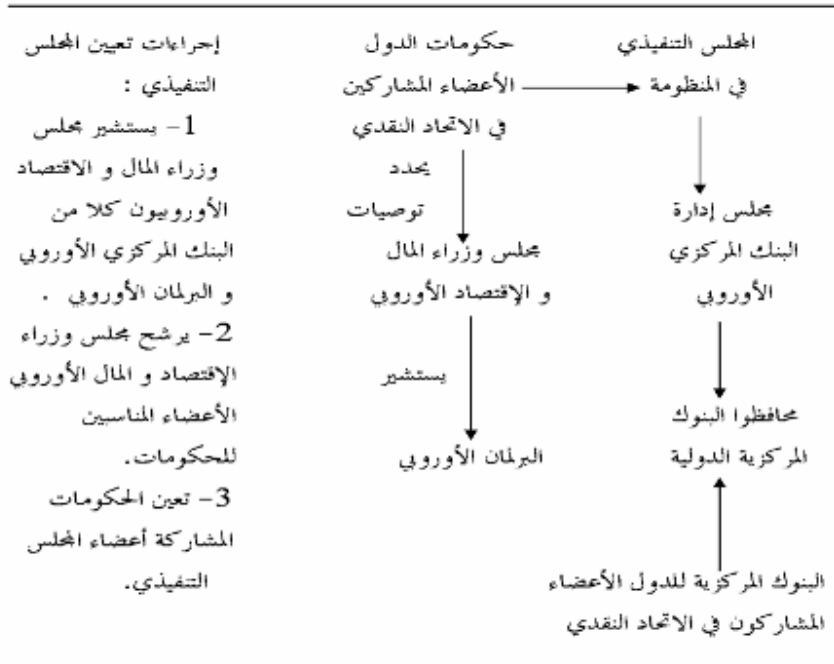 المجلس التنفيذي
في المنظومة
مجلس إدارة
البنك المركزي
الأوروبي
محافظوا البنوك
المركزية الدولية
البنوك المركزية للدول الأعضاء
المشاركون في الاتحاد النقدي
حكومات الدول
الأعضاء المشاركين
في الاتحاد النقدي
يحدد
توصيات
مجلس وزراء المال
و الإقتصاد الأوروبي
يستشير
البرلمان الأوروبي
إجراءات تعيين المجلس
التنفيذي :
1- يستشير مجلس
وزراء المال و الاقتصاد
الأوروبيون كلا من
البنك المركزي الأوروبي
و البرلمان الأوروبي .
2- يرشح مجلس وزراء
الإقتصاد و المال الأوروبي
الأعضاء المناسبين
للحكومات.
3- تعين الحكومات
المشاركة أعضاء المجلس
التنفيذي.